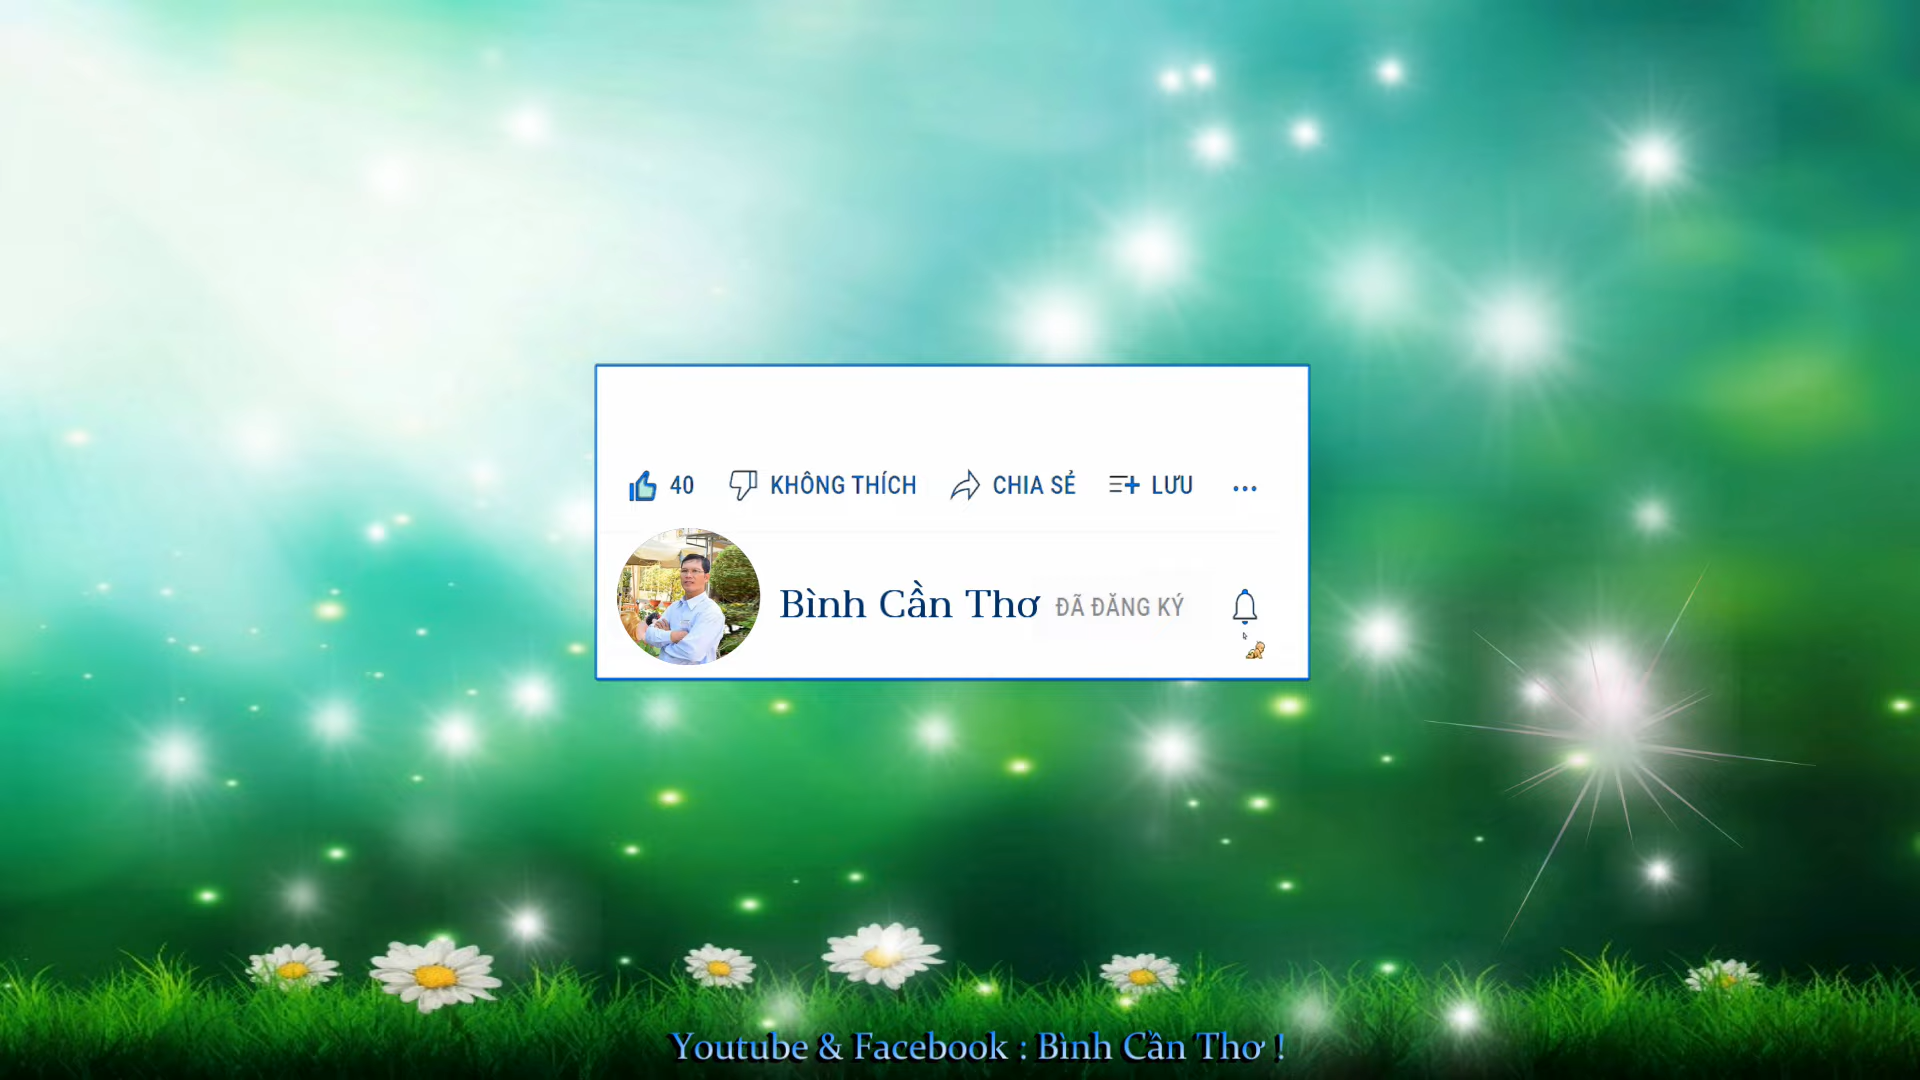 40 KHÔNG THÍCH CHIA SẺ LƯU
Bình Cần Thơ ĐÃ ĐĂNG KÝ
Youtube & Facebook : Bình Cần Thơ !